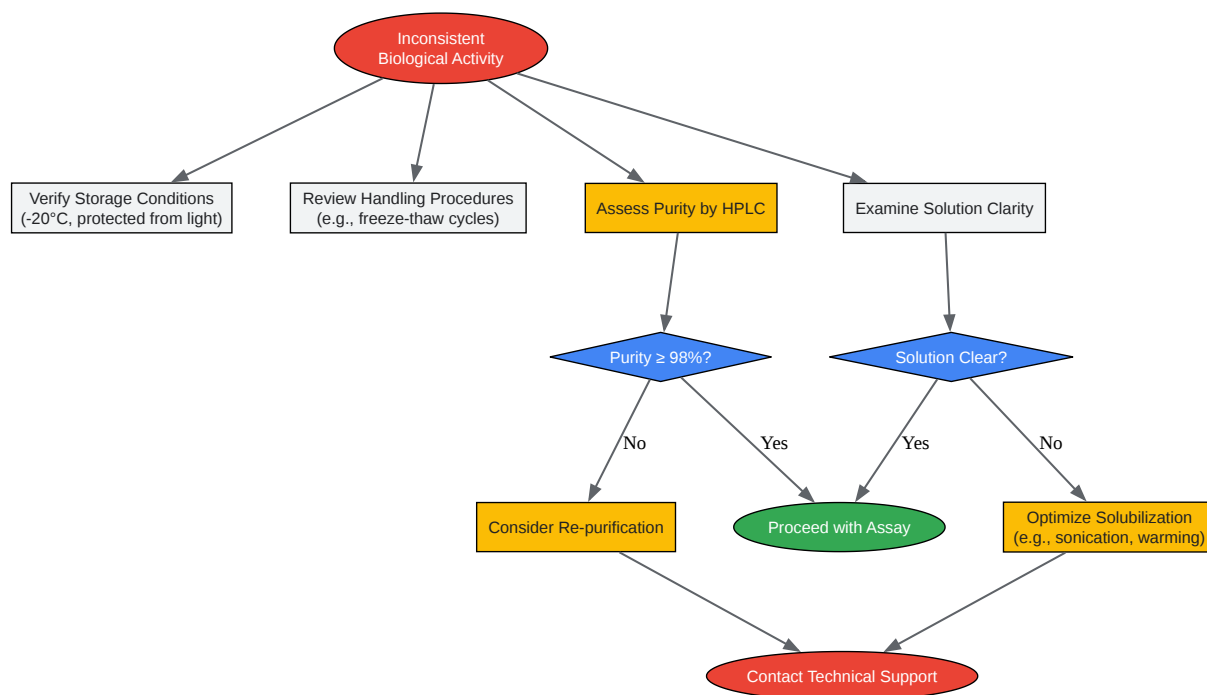 Inconsistent
Biological Activity
Verify Storage Conditions
(-20°C, protected from light)
Review Handling Procedures
(e.g., freeze-thaw cycles)
Assess Purity by HPLC
Examine Solution Clarity
Purity ≥ 98%?
Solution Clear?
No
Yes
Yes
No
Consider Re-purification
Proceed with Assay
Optimize Solubilization
(e.g., sonication, warming)
Contact Technical Support